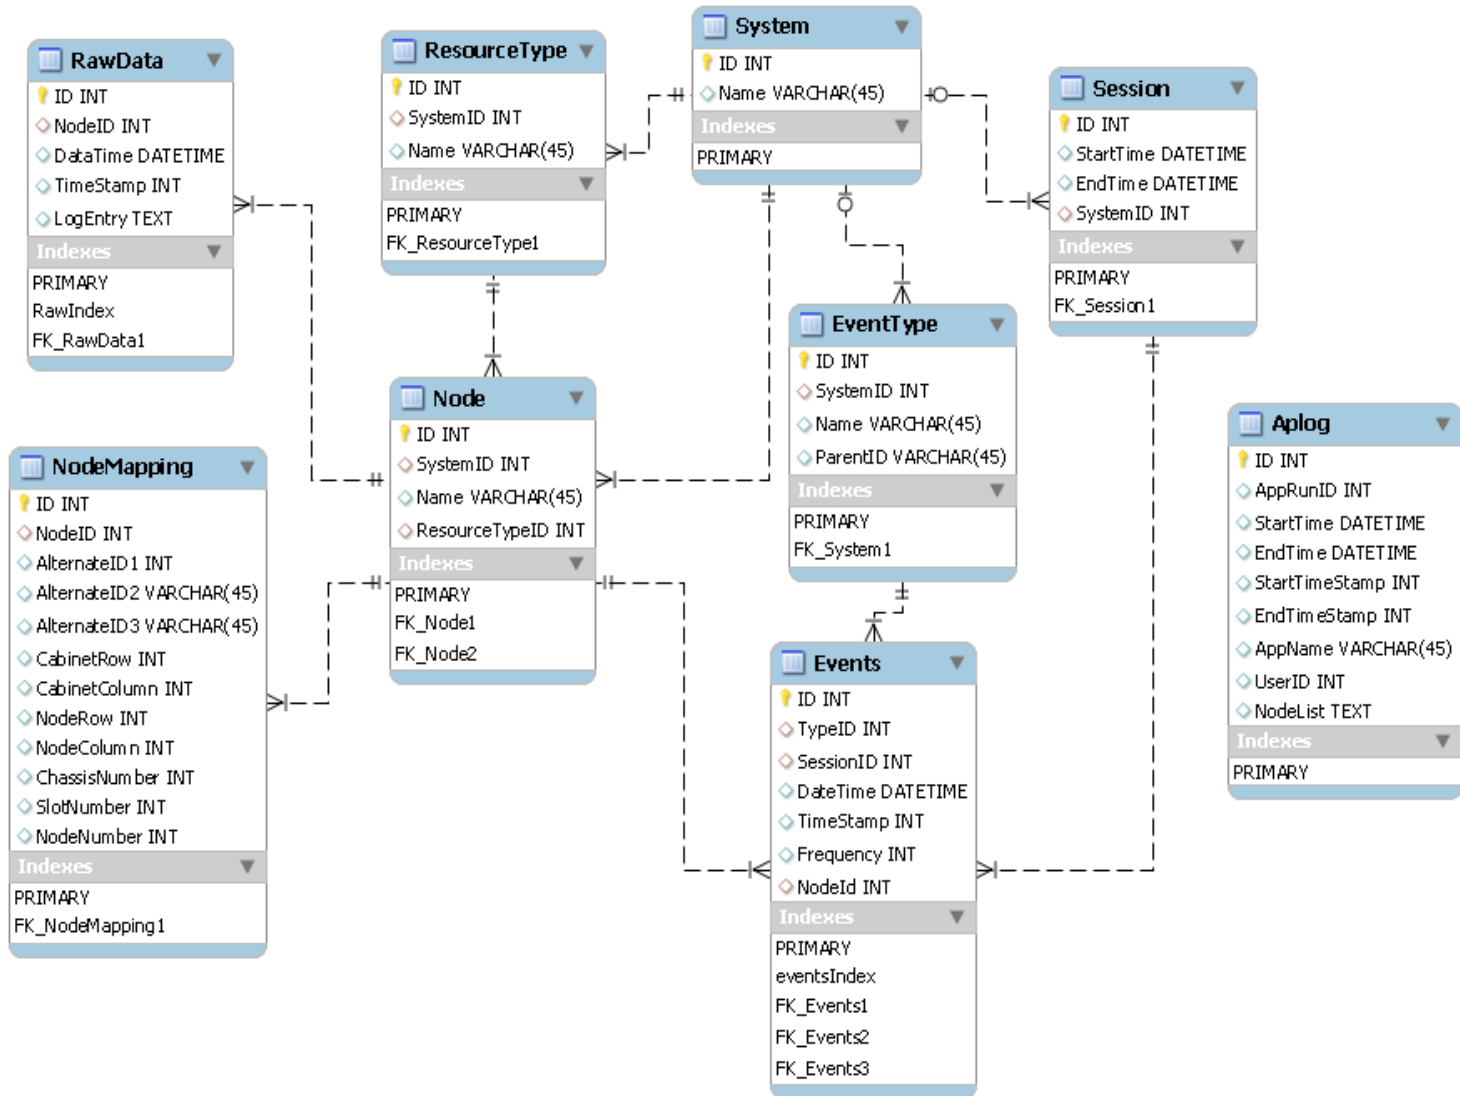 RawData
ID INT
NodeID INT
DataTime DATETIME
TimeStamp INT
LogEntry TEXT
Indexes
PRIMARY
RawIndex
FK_RawData1
ResourceType
ID INT
SystemID INT
Name VARCHAR(45)
Indexes
PRIMARY
FK_ResourceType1
System
ID INT
Name VARCHAR(45)
Indexes
PRIMARY
Session
ID INT
StartTime DATETIME
EndTime DATETIME
SystemID INT
Indexes
PRIMARY
FK_Session1
EventType
ID INT
SystemID INT
Name VARCHAR(45)
ParentID VARCHAR(45)
Indexes
PRIMARY
FK_System1
Node
ID INT
SystemID INT
Name VARCHAR(45)
ResourceTypeID INT
Indexes
PRIMARY
FK_Node1
FK_Node2
NodeMapping
ID INT
NodeID INT
AlternateID1 INT
AlternateID2 VARCHAR(45)
AlternateID3 VARCHAR(45)
CabinetRow INT
CabinetColumn INT
NodeRow INT
NodeColumn INT
ChassisNumber INT
SlotNumber INT
NodeNumber INT
Indexes
PRIMARY
FK_NodeMapping1
Events
ID INT
TypeID INT
SessionID INT
DateTime DATETIME
TimeStamp INT
Frequency INT
NodeId INT
Indexes
PRIMARY
eventsIndex
FK_Events1
FK_Events2
FK_Events3
Aplog
ID INT
AppRunID INT
StartTime DATETIME
EndTime DATETIME
StartTimeStamp INT
EndTimeStamp INT
AppName VARCHAR(45)
UserID INT
NodeList TEXT
Indexes
PRIMARY